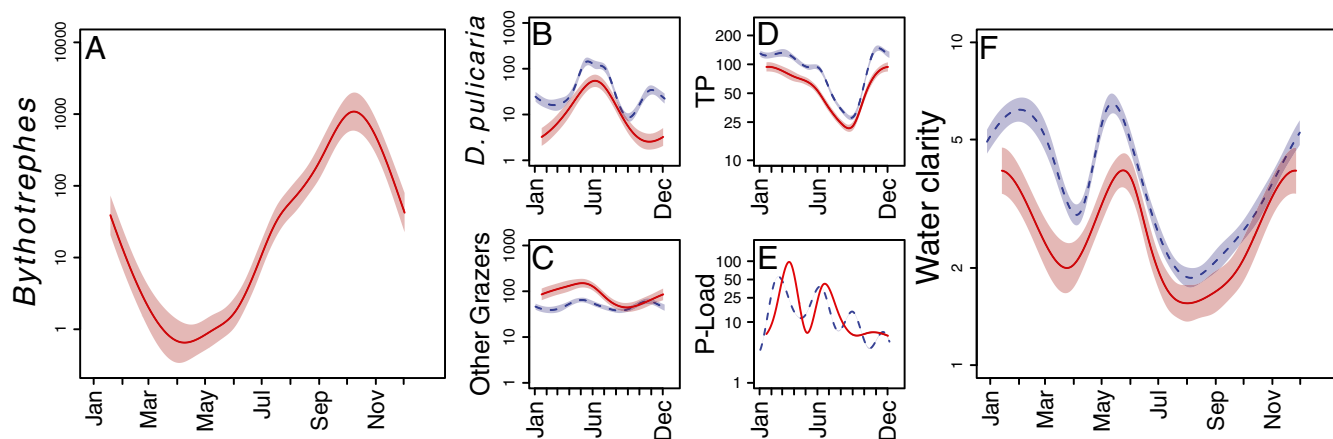 A
Bythotrephes
10000
10000
100
10
1
Jan
Mar
May
Jul
Sep
Nov
B
D. pulicaria
1000
100
10
1
Jan
Jun
Dec
C
Other Grazers
1000
100
10
1
Jan
Jun
Dec
D
TP
200
100
50
25
10
Jan
Jun
Dec
E
P-Load
100
50
25
10
1
Jan
Jun
Dec
F
Water clarity
10
5
2
1
Jan
Mar
May
Jul
Sep
Nov